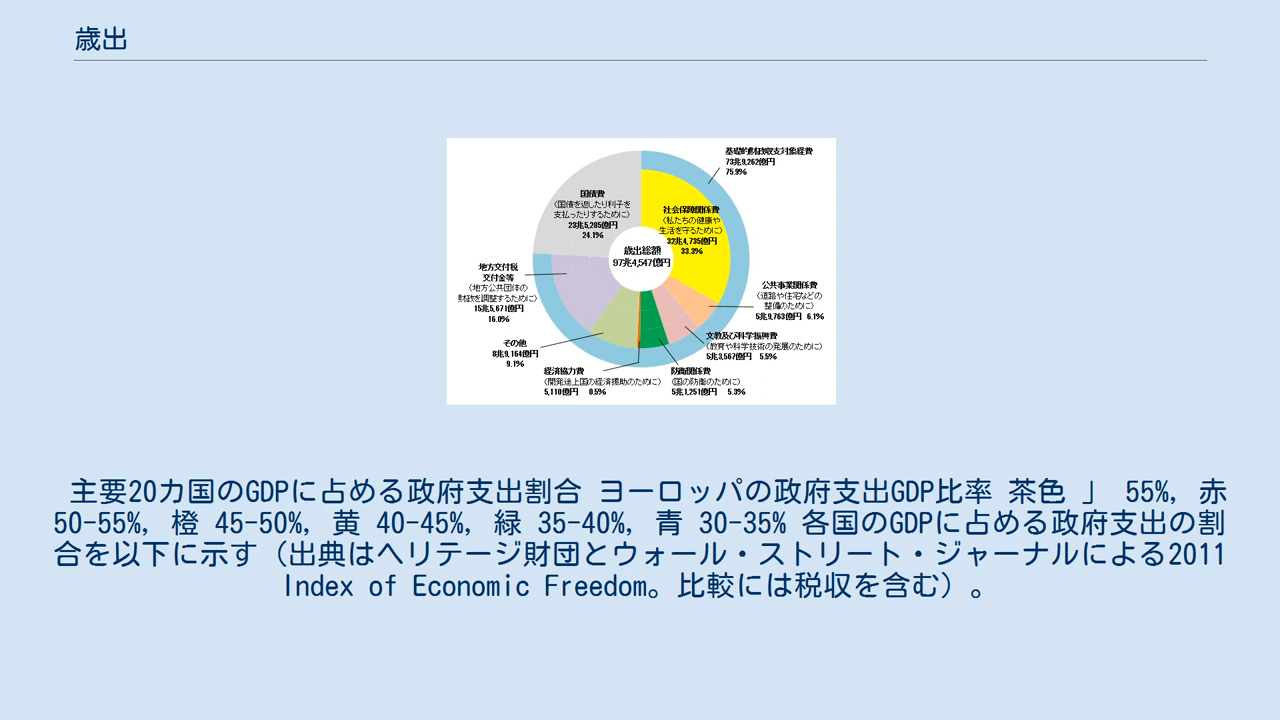 歳出
基礎的財政収支対象経費
73兆9,262億円
75.9%
国債費
（国債を返したり利子を
支払ったりするために）
23兆5,285億円
24.1%
社会保障関係費
（私たちの健康や
生活を守るために）
32兆4,735億円
33.3%
歳出総額
97兆4,547億円
地方交付税
交付金等
（地方公共団体の
財政を調整するために）
15兆5,671億円
16.0%
公共事業関係費
（道路や住宅などの
整備のために）
5兆9,763億円 6.1%
文教及び科学振興費
（教育や科学技術の発展のために）
5兆3,567億円 5.5%
その他
8兆9,164億円
9.1%
経済協力費
（開発途上国の経済援助のために）
5,110億円 0.5%
防衛関係費
（国の防衛のために）
5兆1,251億円 5.3%
主要20カ国のGDPに占める政府支出割合 ヨーロッパの政府支出GDP比率 茶色 」 55%, 赤
50-55%, 橙 45-50%, 黄 40-45%, 緑 35-40%, 青 30-35% 各国のGDPに占める政府支出の割
合を以下に示す（出典はヘリテージ財団とウォール・ストリート・ジャーナルによる2011
Index of Economic Freedom。比較には税収を含む）。